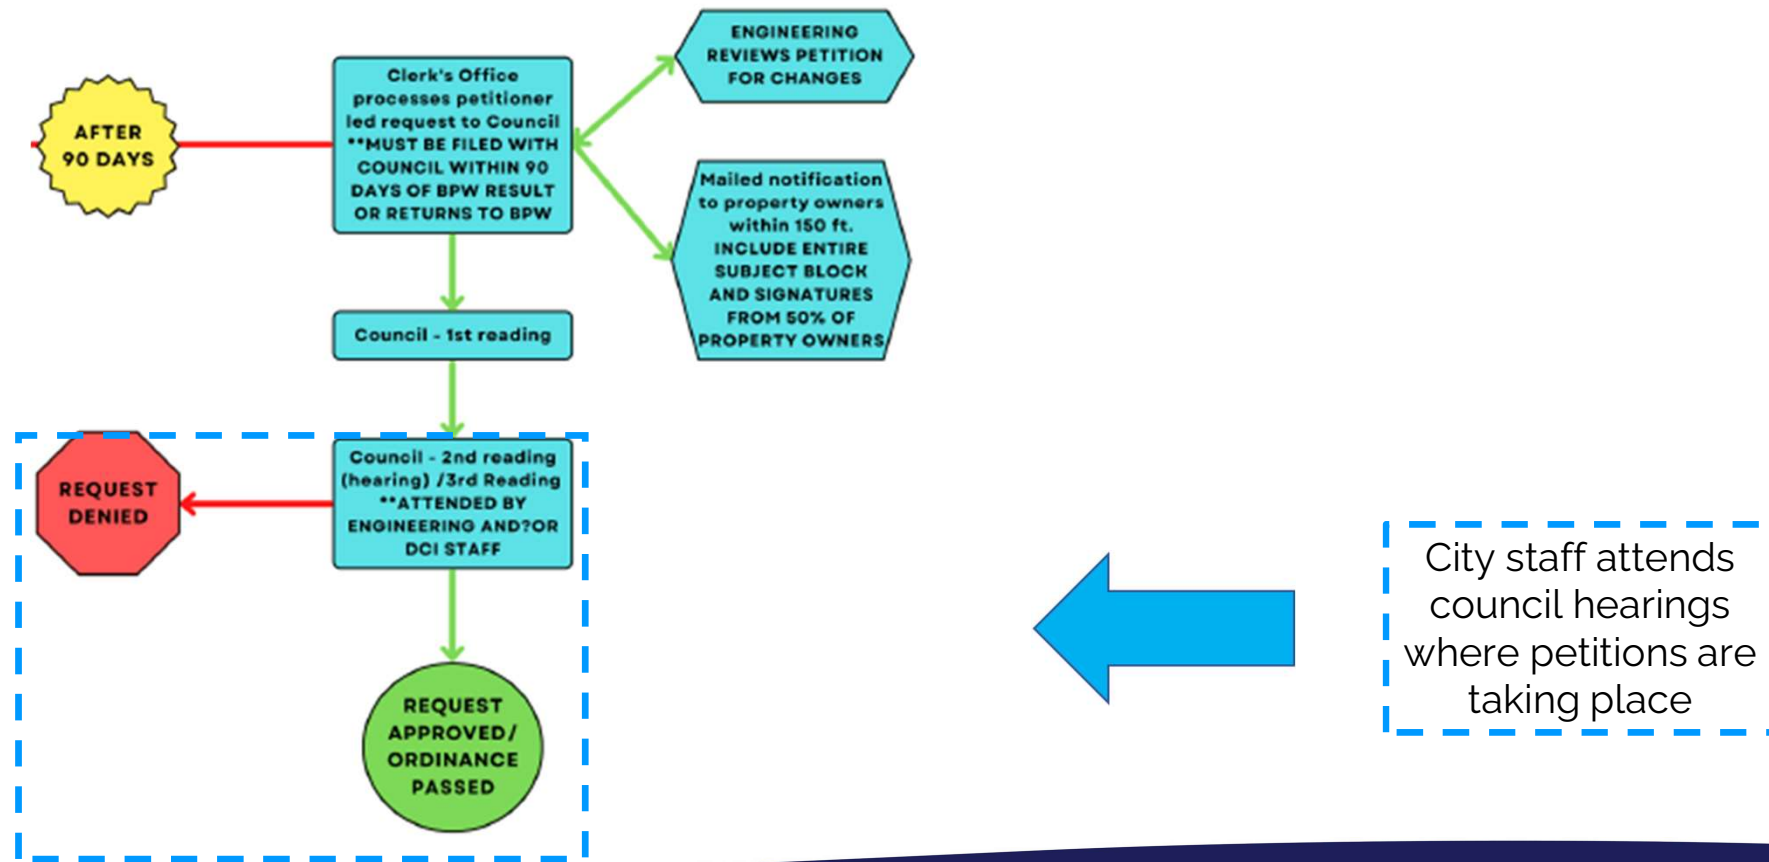 AFTER
90 DAYS
Clerk's Office
processes petitioner
led request to Council
**MUST BE FILED WITH
COUNCIL WITHIN 90
DAYS OF BPW RESULT
OR RETURNS TO BPW
ENGINEERING
REVIEWS PETITION
FOR CHANGES
Mailed notification
to property owners
within 150 ft.
INCLUDE ENTIRE
SUBJECT BLOCK
AND SIGNATURES
FROM 50% OF
PROPERTY OWNERS
Council - 1st reading
REQUEST
DENIED
Council - 2nd reading
(hearing) /3rd Reading
**ATTENDED BY
ENGINEERING AND?OR
DCI STAFF
REQUEST
APPROVED/
ORDINANCE
PASSED
City staff attends
council hearings
where petitions are
taking place